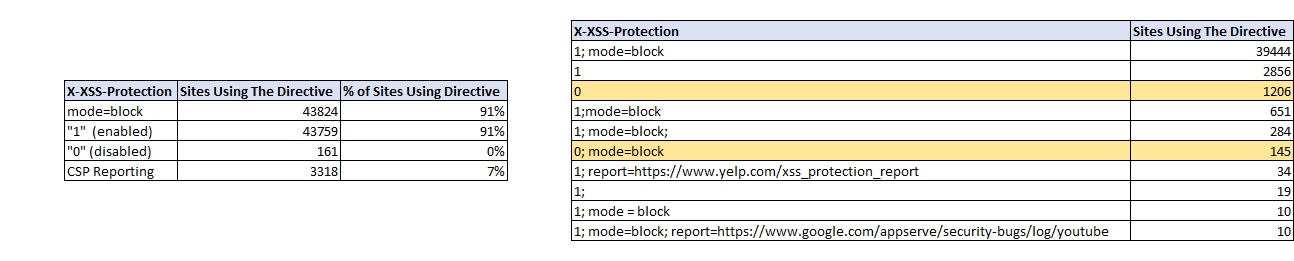 X-XSS-Protection Sites Using The Directive % of Sites Using Directive
mode=block 43824 91%
"1" (enabled) 43759 91%
"0" (disabled) 161 0%
CSP Reporting 3318 7%
X-XSS-Protection Sites Using The Directive
1; mode=block 39444
1 2856
0 1206
1;mode=block 651
1; mode=block; 284
0; mode=block 145
1; report=https://www.yelp.com/xss_protection_report 34
1; 19
1; mode = block 10
1; mode=block; report=https://www.google.com/appserve/security-bugs/log/youtube 10